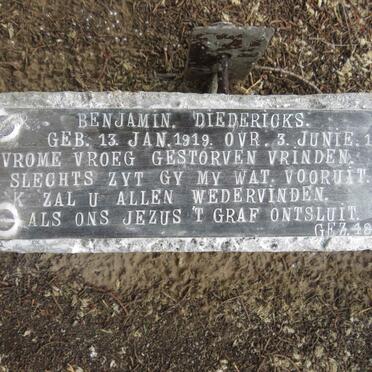 BENJAMIN. DIEDERICKS.
GEB. 13. JAN. 1919. OVR. 3. JUNIE. 1
VROME VROEG GESTORVEN VRINDEN.
SLECHTS ZYT GY MY WAT. VOORUIT.
K ZAL U ALLEN WEDERVINDEN.
ALS ONS JEZUS 'T GRAF ONTSLUIT.
GEZ. 18